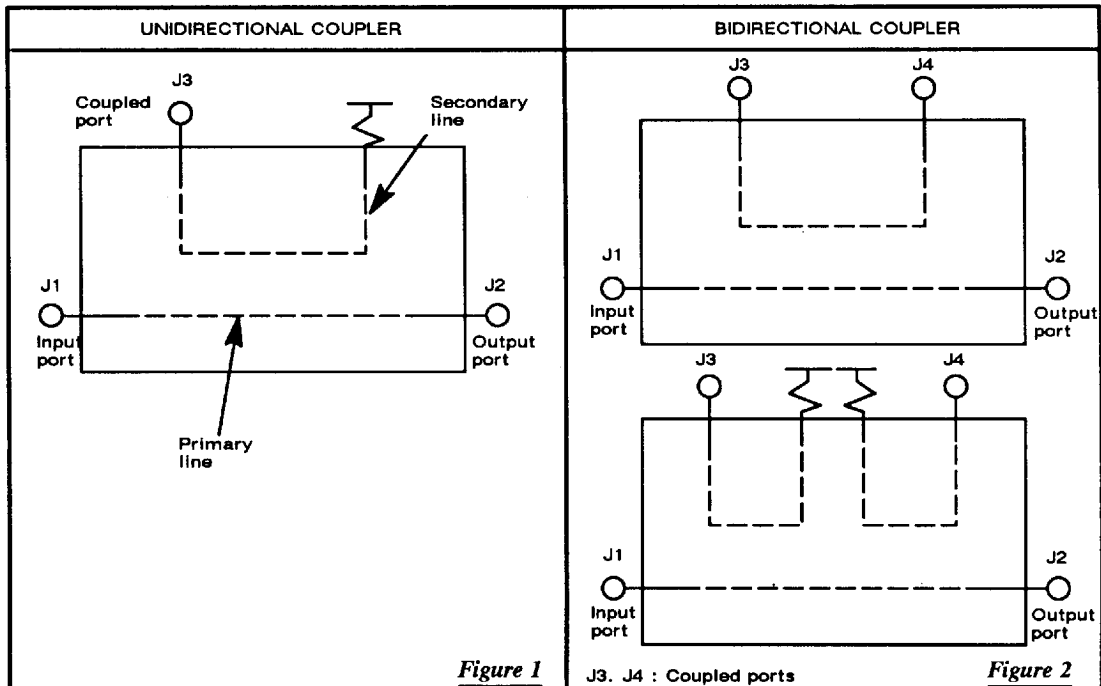 UNIDIRECTIONAL COUPLER
J3
Coupled
port
Secondary
line
J1
Input
port
J2
Output
port
Primary
line
Figure 1
BIDIRECTIONAL COUPLER
J3
J4
J1
Input
port
J2
Output
port
J3
J4
J1
Input
port
J2
Output
port
J3. J4 : Coupled ports
Figure 2